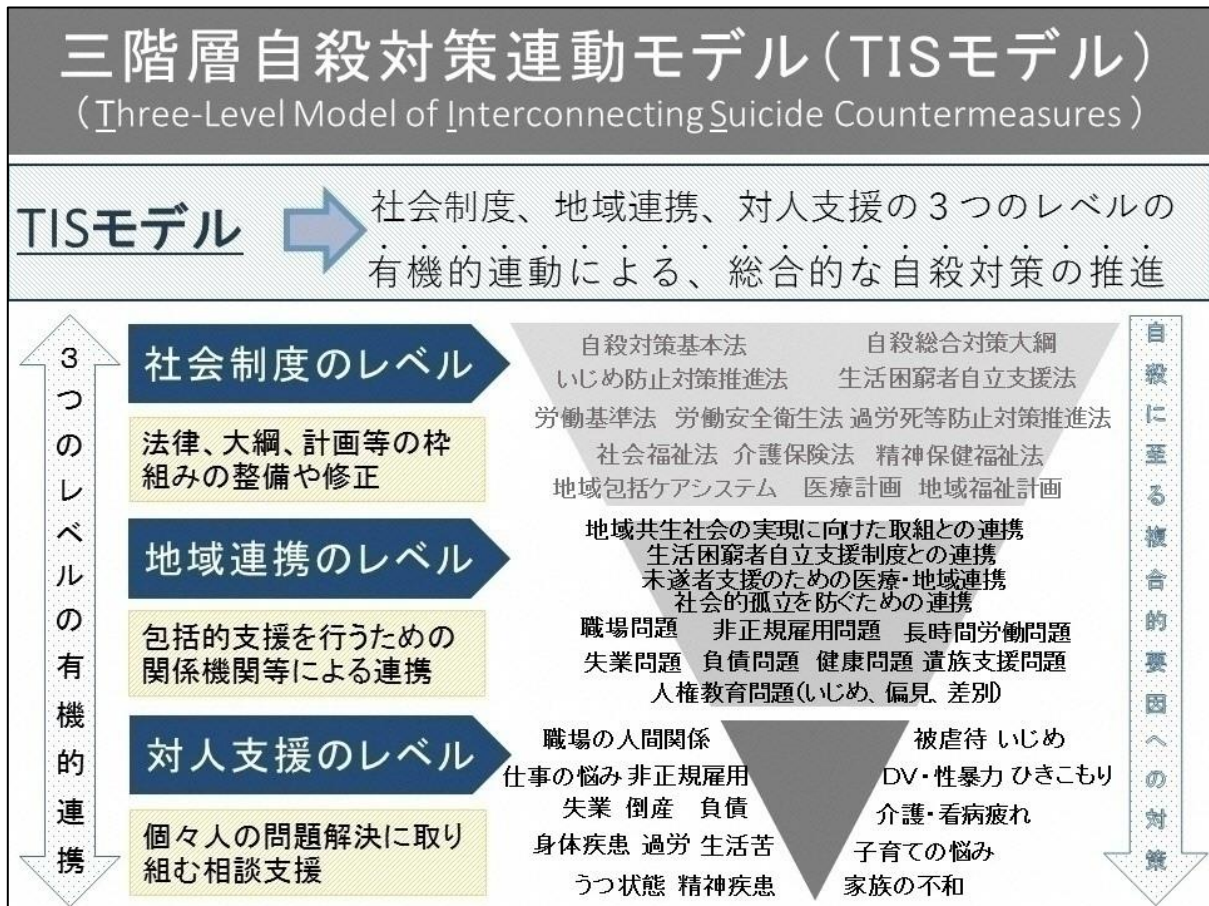 三階層自殺対策連動モデル(TISモデル)
(Three-Level Model of Interconnecting Suicide Countermeasures)
TISモデル
社会制度、地域連携、対人支援の3つのレベルの
有機的連動による、総合的な自殺対策の推進
3つのレベルの有機的連携
社会制度のレベル
法律、大綱、計画等の枠
組みの整備や修正
自殺対策基本法 自殺総合対策大綱
いじめ防止対策推進法 生活困窮者自立支援法
労働基準法 労働安全衛生法 過労死等防止対策推進法
社会福祉法 介護保険法 精神保健福祉法
地域包括ケアシステム 医療計画 地域福祉計画
地域連携のレベル
包括的支援を行うための
関係機関等による連携
地域共生社会の実現に向けた取組との連携
生活困窮者自立支援制度との連携
未遂者支援のための医療・地域連携
社会的孤立を防ぐための連携
職場問題 非正規雇用問題 長時間労働問題
失業問題 負債問題 健康問題 遺族支援問題
人権教育問題(いじめ、偏見、差別)
対人支援のレベル
個々人の問題解決に取り
組む相談支援
職場の人間関係 被虐待 いじめ
仕事の悩み 非正規雇用 DV・性暴力 ひきこもり
失業 倒産 負債 介護・看病疲れ
身体疾患 過労 生活苦 子育ての悩み
うつ状態 精神疾患 家族の不和
自殺に至る複合的要因への対策